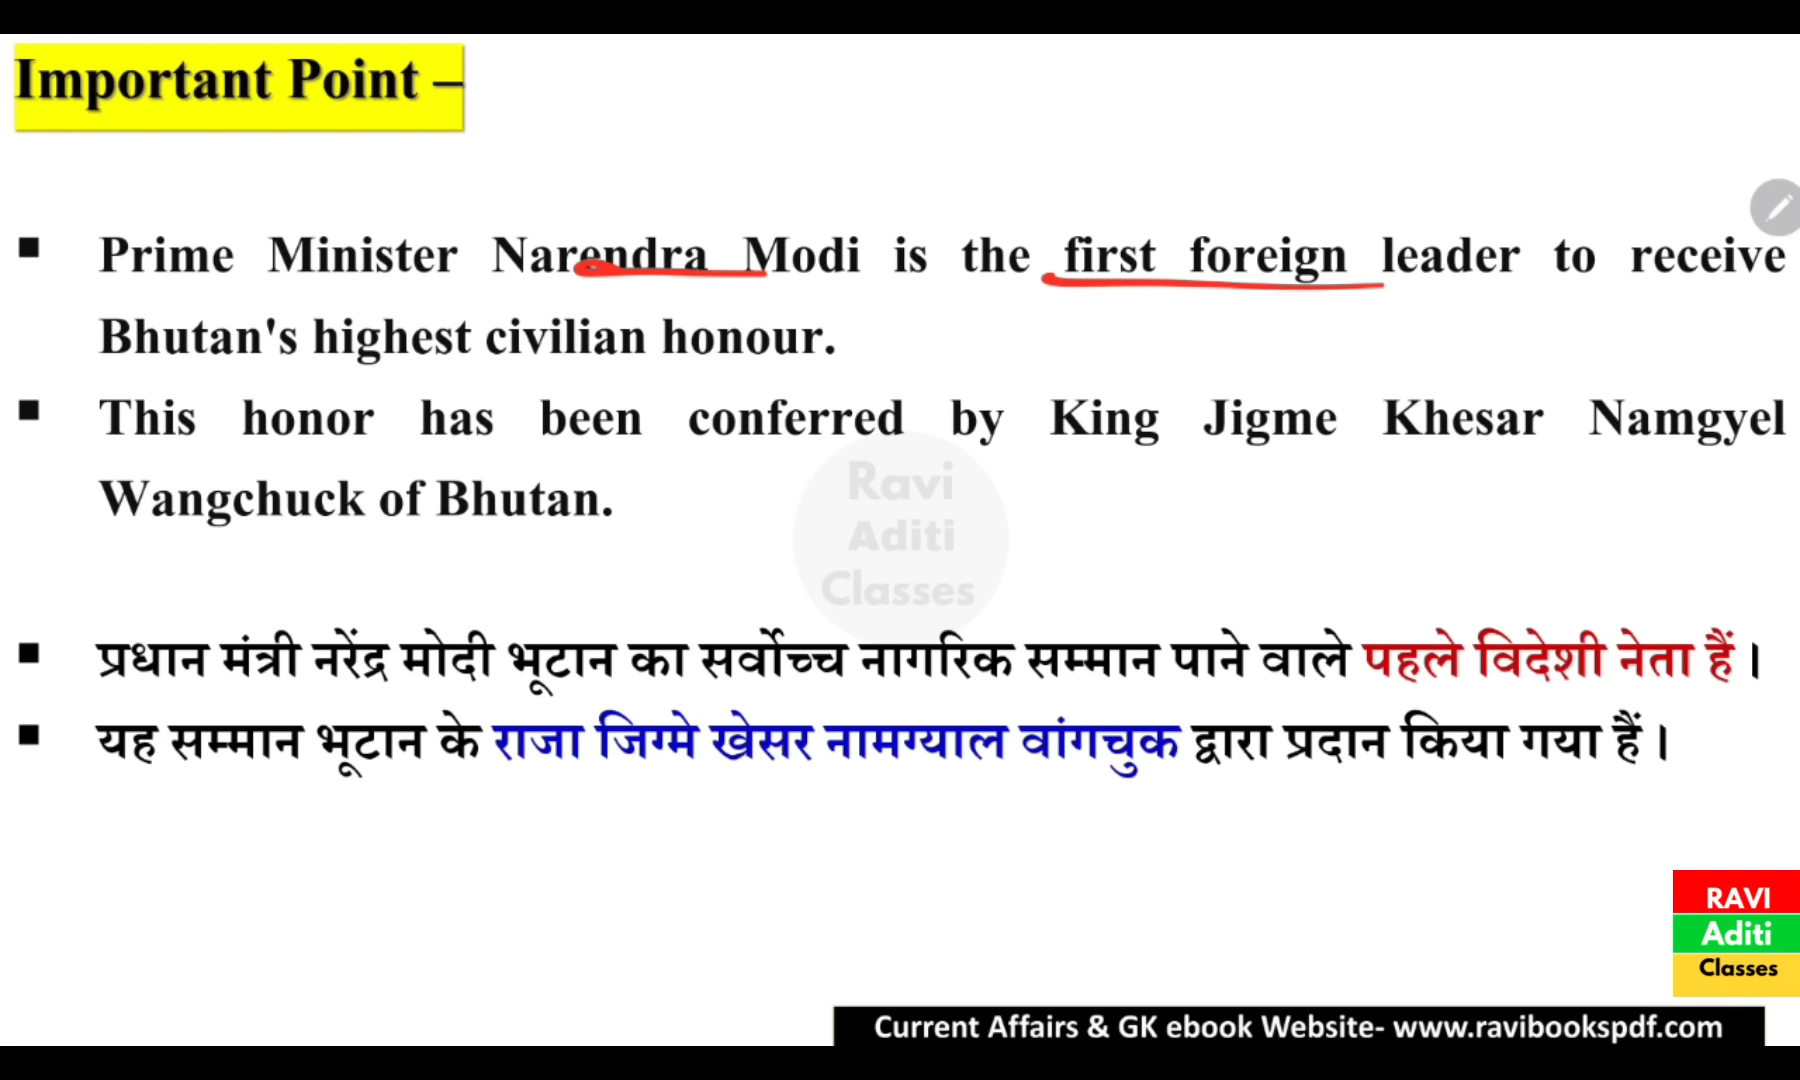 Important Point –
Prime Minister Narendra Modi is the first foreign leader to receive
Bhutan's highest civilian honour.
This honor has been conferred by King Jigme Khesar Namgyel
Wangchuck of Bhutan.
Ravi
Aditi
Classes
प्रधान मंत्री नरेंद्र मोदी भूटान का सर्वोच्च नागरिक सम्मान पाने वाले पहले विदेशी नेता हैं ।
यह सम्मान भूटान के राजा जिग्मे खेसर नामग्याल वांगचुक द्वारा प्रदान किया गया हैं ।
RAVI
Aditi
Classes
Current Affairs & GK ebook Website- www.ravibookspdf.com